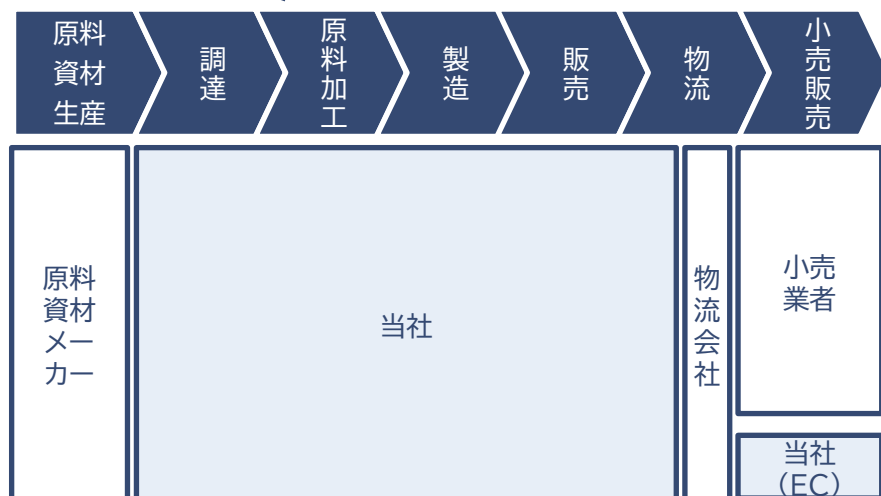 原料
資材
生産
調達
原料加工
製造
販売
物流
小売販売
原料
資材
メー
カー
当社
物流会社
小売
業者
当社
（EC）